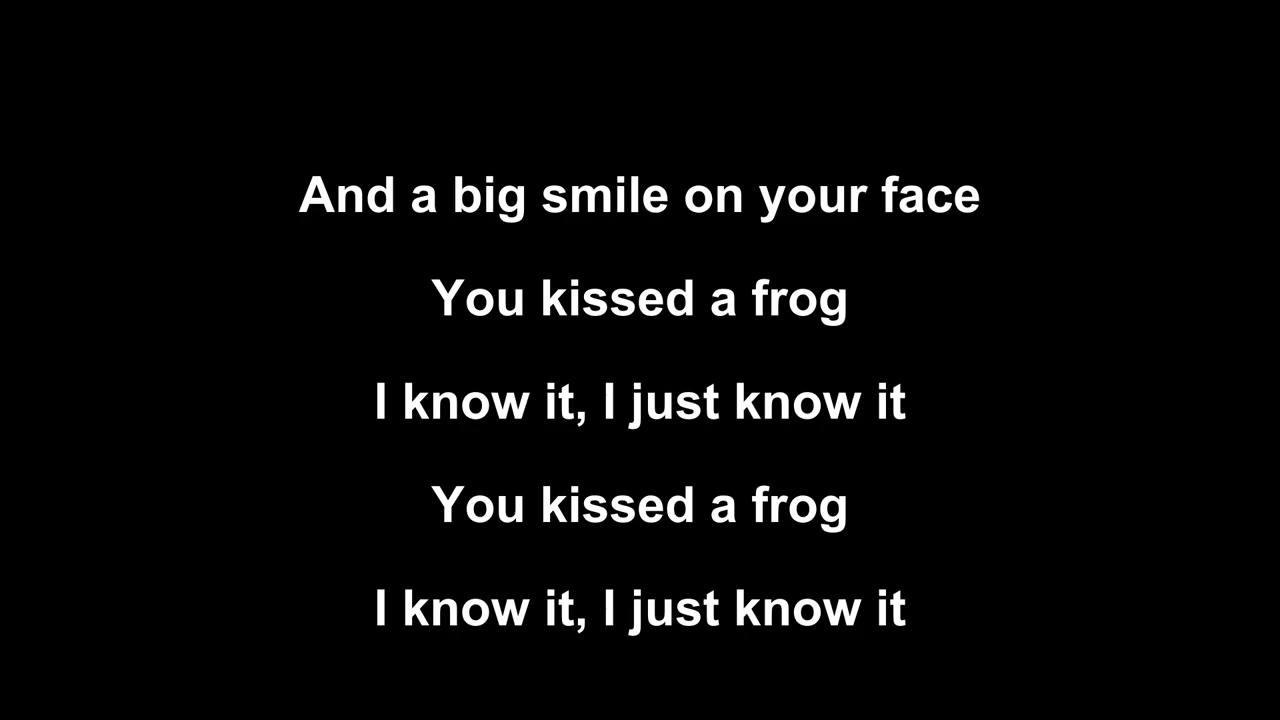 And a big smile on your face
You kissed a frog
I know it, I just know it
You kissed a frog
I know it, I just know it